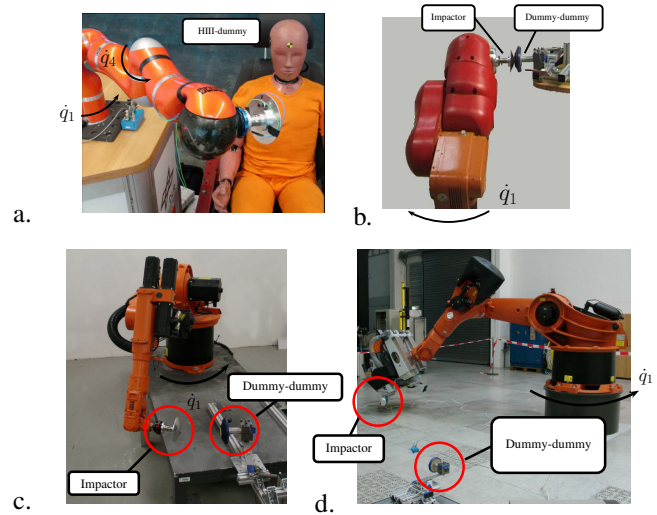 HIII-dummy
q̇4
q̇1
a.
Impactor
Dummy-dummy
q̇1
b.
Dummy-dummy
q̇1
Impactor
c.
q̇1
Impactor
Dummy-dummy
d.